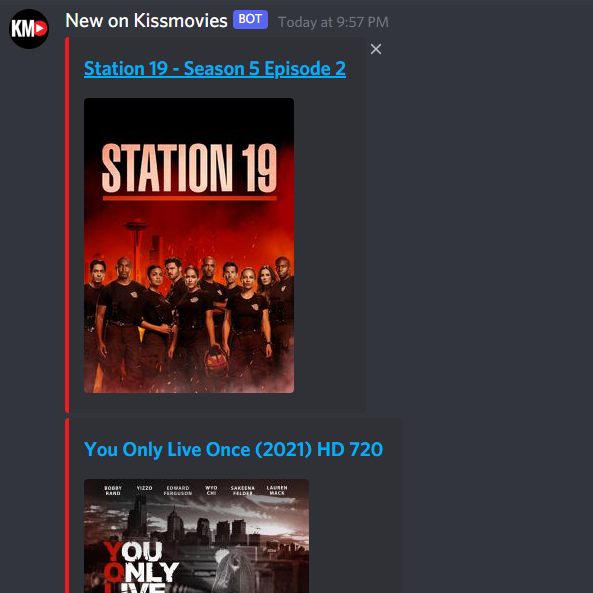 KM
New on Kissmovies BOT Today at 9:57 PM
Station 19 - Season 5 Episode 2
STATION 19
You Only Live Once (2021) HD 720
BOBBY RAND YIZZO EDWARD FERGUSON WYO CHI SAKEENA FELDER LAUREN MACK
YOU
ONLY
LIVE